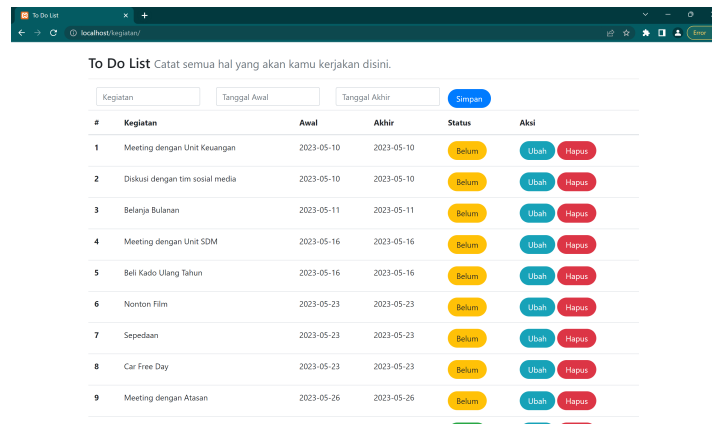 To Do List
localhost/kegiatan/
Error
To Do List Catat semua hal yang akan kamu kerjakan disini.
Kegiatan Tanggal Awal Tanggal Akhir Simpan
# Kegiatan Awal Akhir Status Aksi
1 Meeting dengan Unit Keuangan 2023-05-10 2023-05-10 Belum Ubah Hapus
2 Diskusi dengan tim sosial media 2023-05-10 2023-05-10 Belum Ubah Hapus
3 Belanja Bulanan 2023-05-11 2023-05-11 Belum Ubah Hapus
4 Meeting dengan Unit SDM 2023-05-16 2023-05-16 Belum Ubah Hapus
5 Beli Kado Ulang Tahun 2023-05-16 2023-05-16 Belum Ubah Hapus
6 Nonton Film 2023-05-23 2023-05-23 Belum Ubah Hapus
7 Sepedaan 2023-05-23 2023-05-23 Belum Ubah Hapus
8 Car Free Day 2023-05-23 2023-05-23 Belum Ubah Hapus
9 Meeting dengan Atasan 2023-05-26 2023-05-26 Belum Ubah Hapus